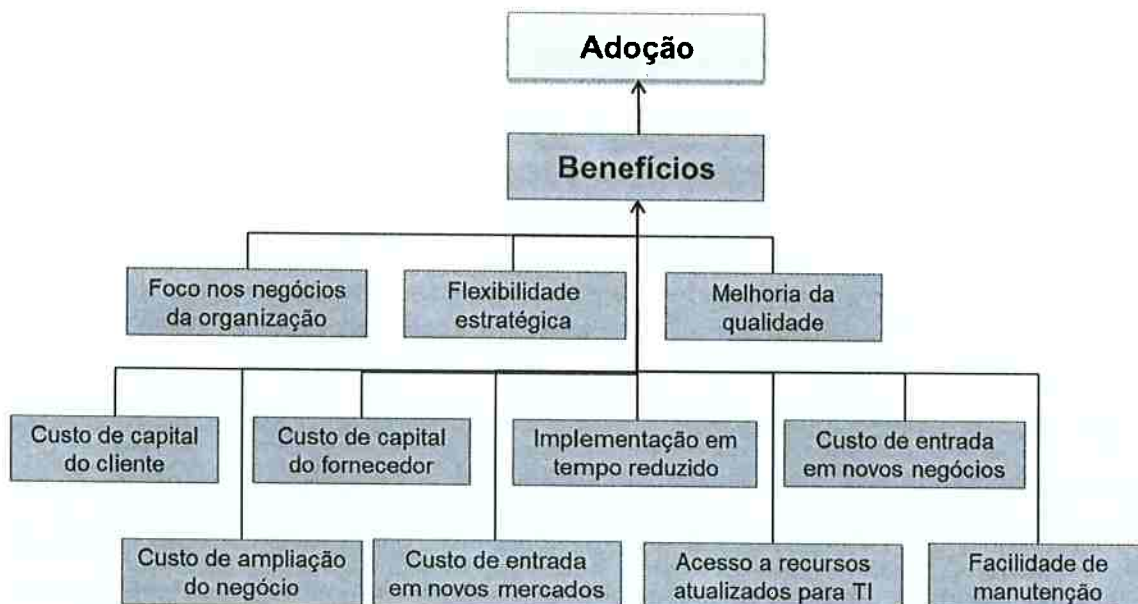 Adoção
Benefícios
Foco nos negócios
da organização
Flexibilidade
estratégica
Melhoria da
qualidade
Custo de capital
do cliente
Custo de capital
do fornecedor
Implementação em
tempo reduzido
Custo de entrada
em novos negócios
Custo de ampliação
do negócio
Custo de entrada
em novos mercados
Acesso a recursos
atualizados para TI
Facilidade de
manutenção